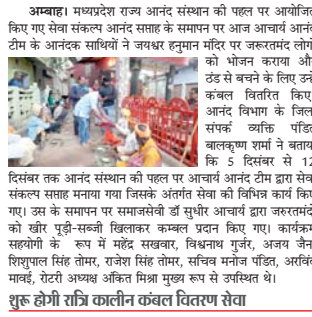 अम्बाह। मध्यप्रदेश राज्य आनंद संस्थान की पहल पर आयोजित
किए गए सेवा संकल्प आनंद सप्ताह के समापन पर आज आचार्य आनंद
टीम के आनंदक साथियों ने जयश्वर हनुमान मंदिर पर जरूरतमंद लोगों
को भोजन कराया और
ठंड से बचने के लिए उन्हें
कंबल वितरित किए
आनंद विभाग के जिला
संपर्क व्यक्ति पंडित
बालकृष्ण शर्मा ने बताया
कि 5 दिसंबर से 12
दिसंबर तक आनंद संस्थान की पहल पर आचार्य आनंद टीम द्वारा सेवा
संकल्प सप्ताह मनाया गया जिसके अंतर्गत सेवा की विभिन्न कार्य किए
गए। उस के समापन पर समाजसेवी डॉ सुधीर आचार्य द्वारा जरुरतमंदों
को खीर पूड़ी-सब्जी खिलाकर कम्बल प्रदान किए गए। कार्यक्रम
सहयोगी के रूप में महेंद्र सखवार, विश्वनाथ गुर्जर, अजय जैन
शिशुपाल सिंह तोमर, राजेश सिंह तोमर, सचिव मनोज पंडित, अरविंद
मावई, रोटरी अध्यक्ष अंकित मिश्रा मुख्य रूप से उपस्थित थे।
शुरू होगी रात्रि कालीन कंबल वितरण सेवा